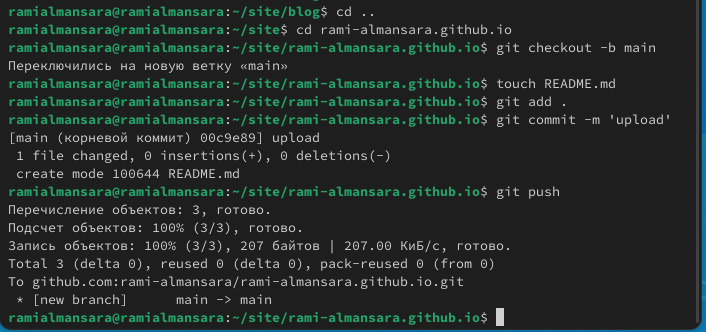 ramialmansara@ramialmansara:~/site/blog$ cd ..
ramialmansara@ramialmansara:~/site$ cd rami-almansara.github.io
ramialmansara@ramialmansara:~/site/rami-almansara.github.io$ git checkout -b main
Переключились на новую ветку «main»
ramialmansara@ramialmansara:~/site/rami-almansara.github.io$ touch README.md
ramialmansara@ramialmansara:~/site/rami-almansara.github.io$ git add .
ramialmansara@ramialmansara:~/site/rami-almansara.github.io$ git commit -m 'upload'
[main (корневой коммит) 00c9e89] upload
 1 file changed, 0 insertions(+), 0 deletions(-)
 create mode 100644 README.md
ramialmansara@ramialmansara:~/site/rami-almansara.github.io$ git push
Перечисление объектов: 3, готово.
Подсчет объектов: 100% (3/3), готово.
Запись объектов: 100% (3/3), 207 байтов | 207.00 КиБ/с, готово.
Total 3 (delta 0), reused 0 (delta 0), pack-reused 0 (from 0)
To github.com:rami-almansara/rami-almansara.github.io.git
 * [new branch]      main -> main
ramialmansara@ramialmansara:~/site/rami-almansara.github.io$